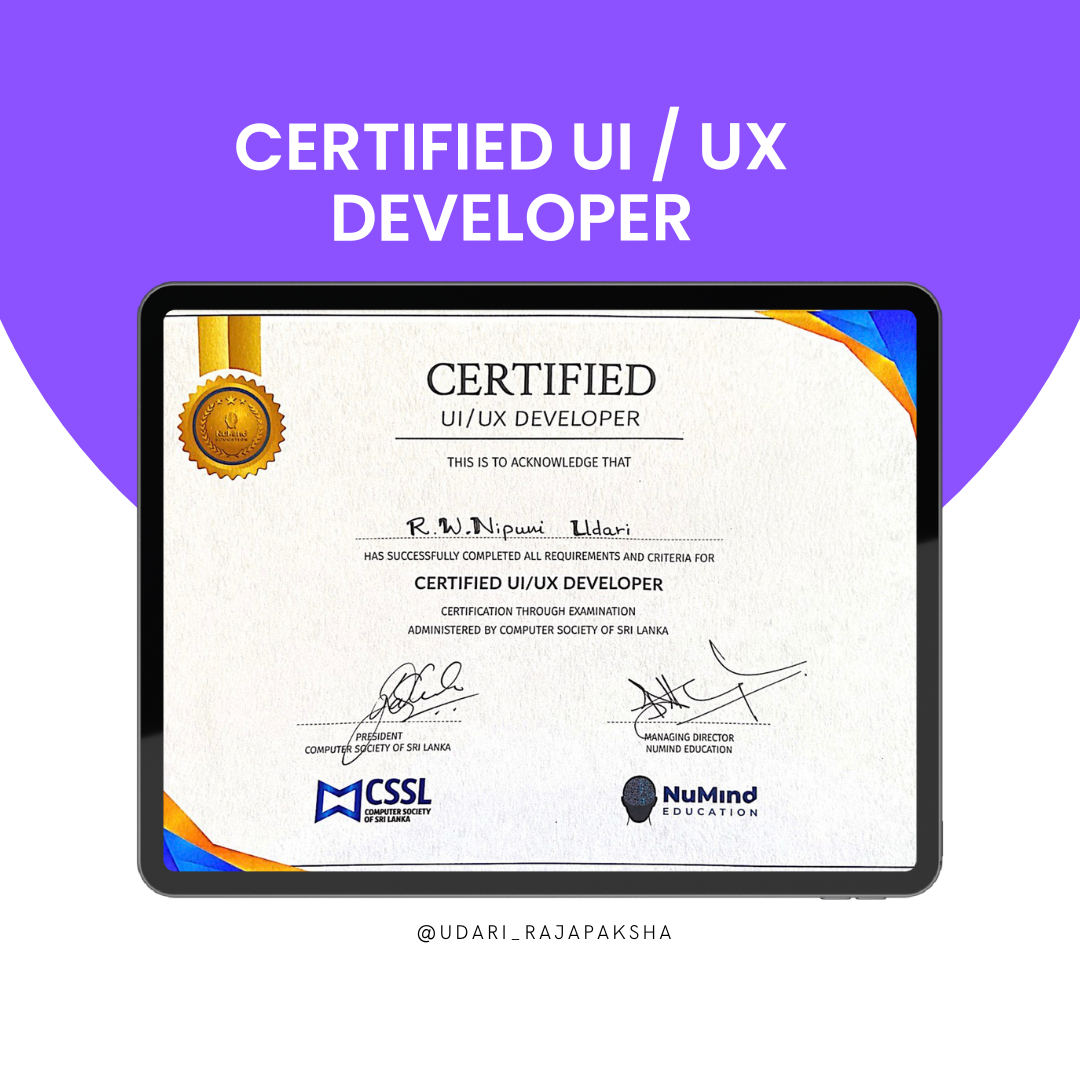 CERTIFIED UI / UX
DEVELOPER
CERTIFIED
UI/UX DEVELOPER
THIS IS TO ACKNOWLEDGE THAT
R.W.Nipuni Udari
HAS SUCCESSFULLY COMPLETED ALL REQUIREMENTS AND CRITERIA FOR
CERTIFIED UI/UX DEVELOPER
CERTIFICATION THROUGH EXAMINATION
ADMINISTERED BY COMPUTER SOCIETY OF SRI LANKA
PRESIDENT
COMPUTER SOCIETY OF SRI LANKA
MANAGING DIRECTOR
NUMIND EDUCATION
CSSL
COMPUTER SOCIETY
OF SRI LANKA
NuMind
EDUCATION
@UDARI_RAJAPAKSHA